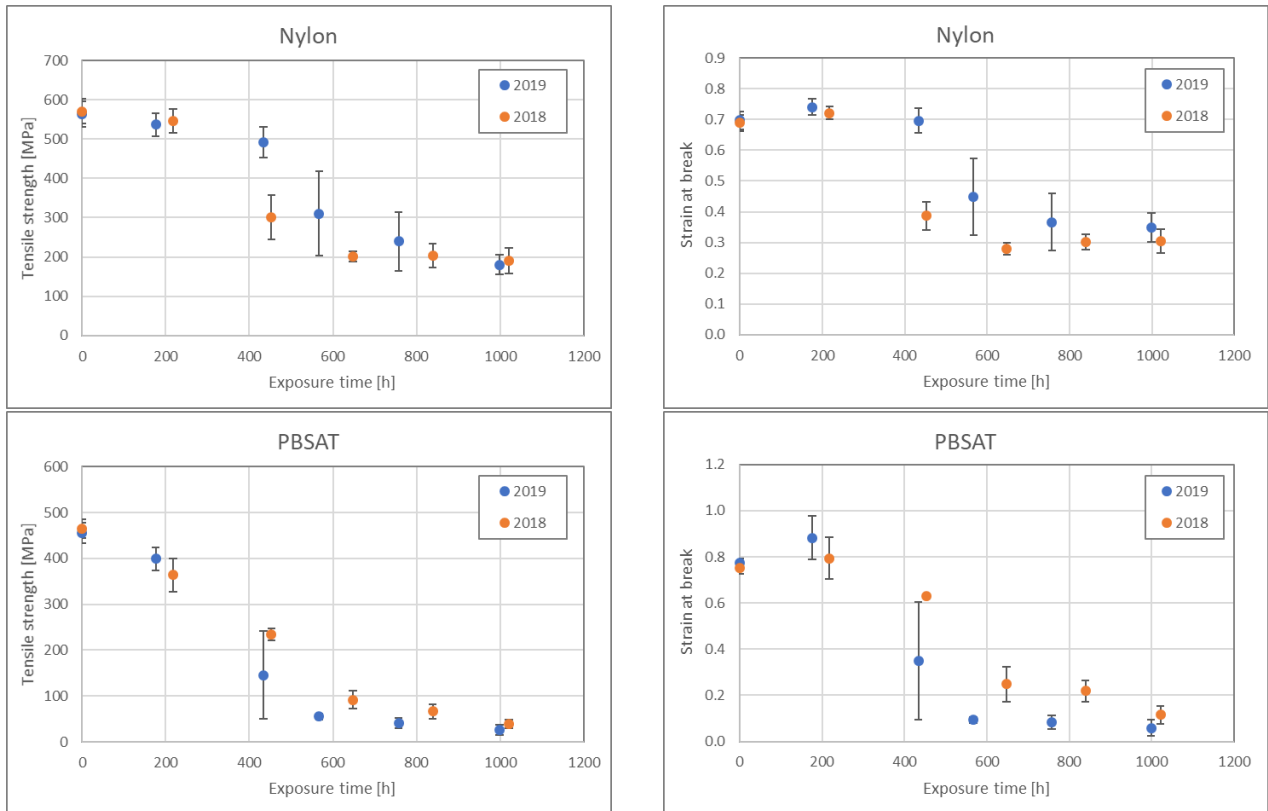 Nylon
Tensile strength [MPa]
700
600
500
400
300
200
100
0
2019
2018
0 200 400 600 800 1000 1200
Exposure time [h]
Nylon
Strain at break
0.9
0.8
0.7
0.6
0.5
0.4
0.3
0.2
0.1
0.0
2019
2018
0 200 400 600 800 1000 1200
Exposure time [h]
PBSAT
Tensile strength [MPa]
600
500
400
300
200
100
0
2019
2018
0 200 400 600 800 1000 1200
Exposure time [h]
PBSAT
Strain at break
1.2
1.0
0.8
0.6
0.4
0.2
0.0
2019
2018
0 200 400 600 800 1000 1200
Exposure time [h]